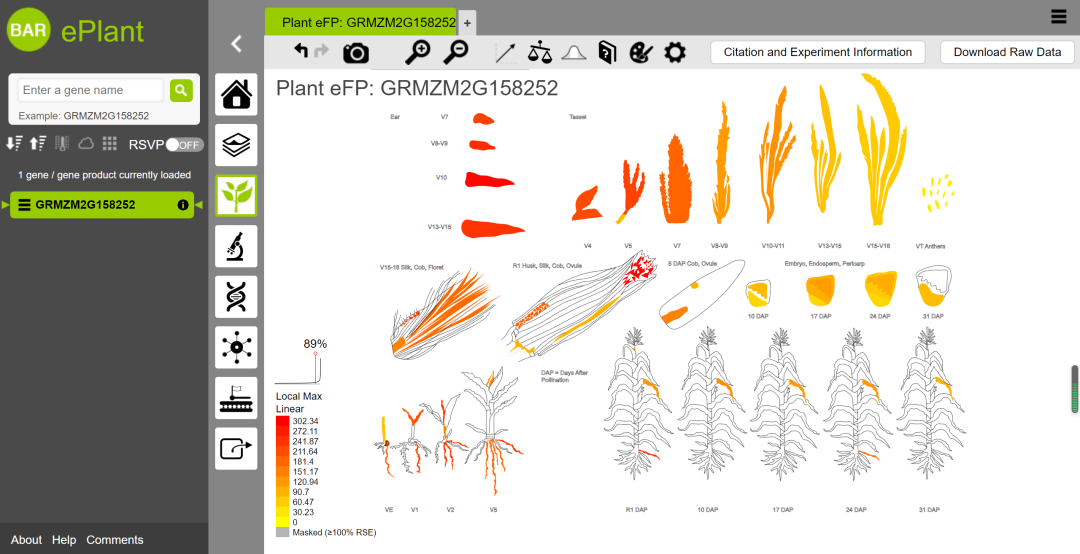 BAR ePlant
Enter a gene name
Example: GRMZM2G158252
RSVP OFF
1 gene / gene product currently loaded
GRMZM2G158252
About Help Comments
Plant eFP: GRMZM2G158252 +
Citation and Experiment Information
Download Raw Data
Plant eFP: GRMZM2G158252
Ear
V7
Tassel
V8-V9
V10
V13-V15
V4
V5
V7
V8-V9
V10-V11
V13-V15
V15-V16
VT Anthers
V15-16 Silk, Cob, Floret
R1 Husk, Silk, Cob, Ovule
5 DAP Cob, Ovule
Embryo, Endosperm, Pericarp
10 DAP
17 DAP
24 DAP
31 DAP
DAP = Days After
Pollination
89%
Local Max
Linear
302.34
272.11
241.87
211.64
181.4
151.17
120.94
90.7
60.47
30.23
0
Masked (≥100% RSE)
VE
V1
V2
V5
R1 DAP
10 DAP
17 DAP
24 DAP
31 DAP